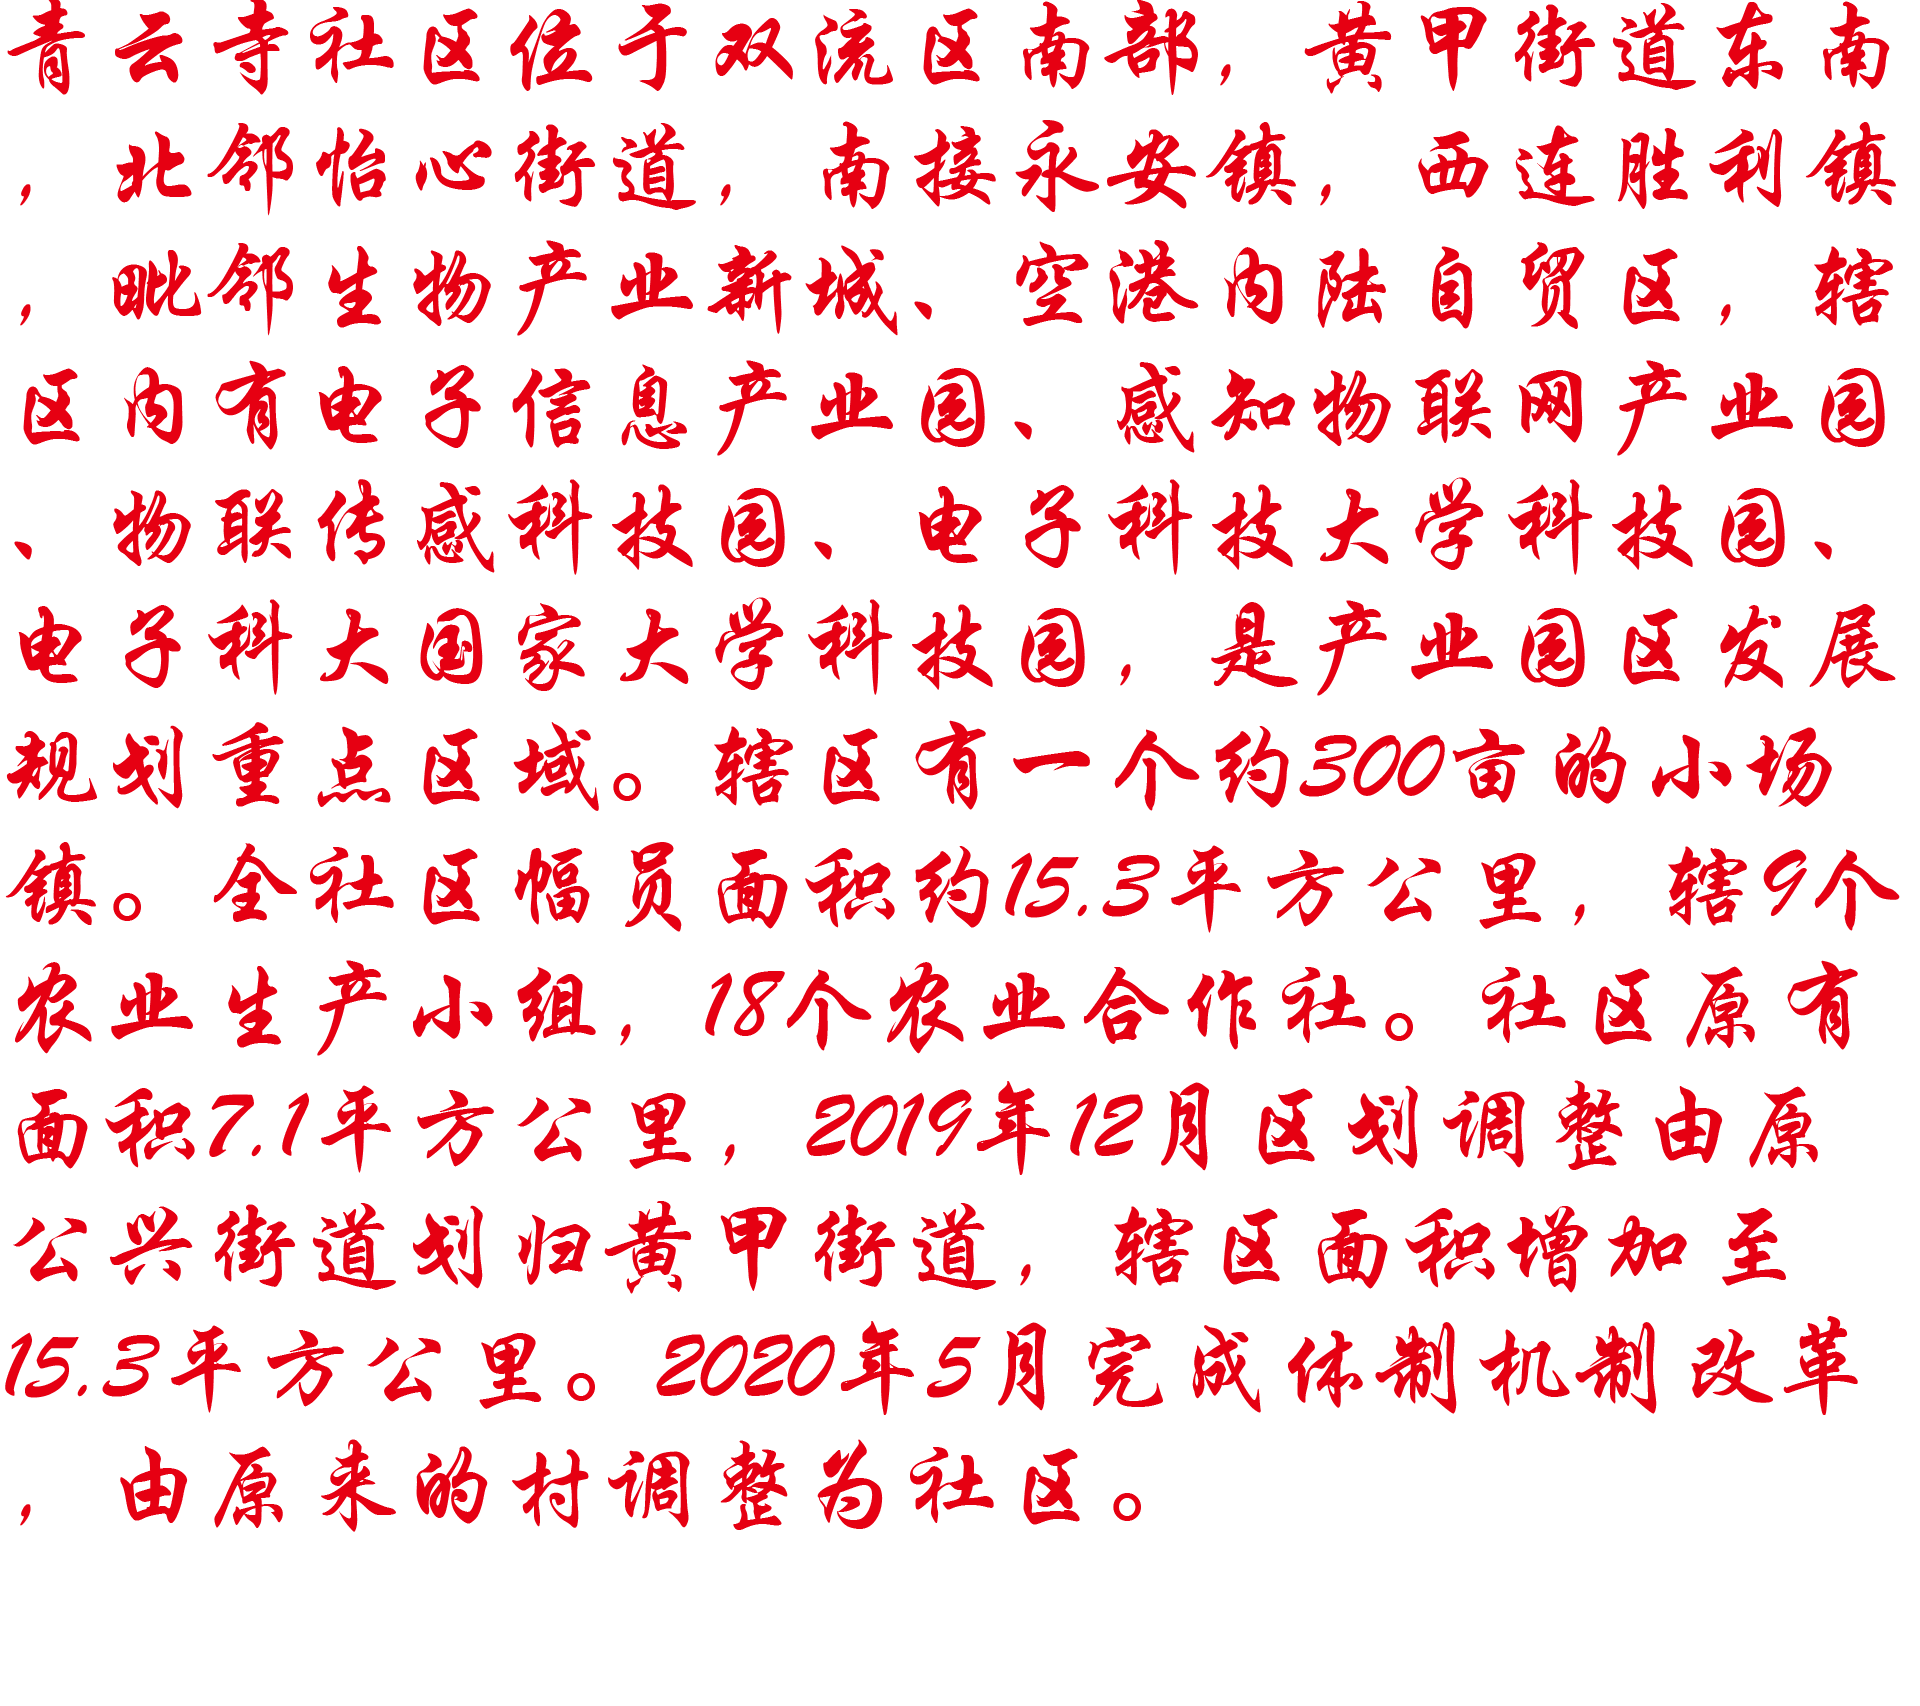 青云寺社区位于双流区南部，黄甲街道东南
，北邻怡心街道，南接永安镇，西连胜利镇
，毗邻生物产业新城、空港内陆自贸区，辖
区内有电子信息产业园、感知物联网产业园
、物联传感科技园、电子科技大学科技园、
电子科大国家大学科技园，是产业园区发展
规划重点区域。辖区有一个约300亩的小场
镇。全社区幅员面积约15.3平方公里，辖9个
农业生产小组，18个农业合作社。社区原有
面积7.1平方公里，2019年12月区划调整由原
公兴街道划归黄甲街道，辖区面积增加至
15.3平方公里。2020年5月完成体制机制改革
，由原来的村调整为社区。